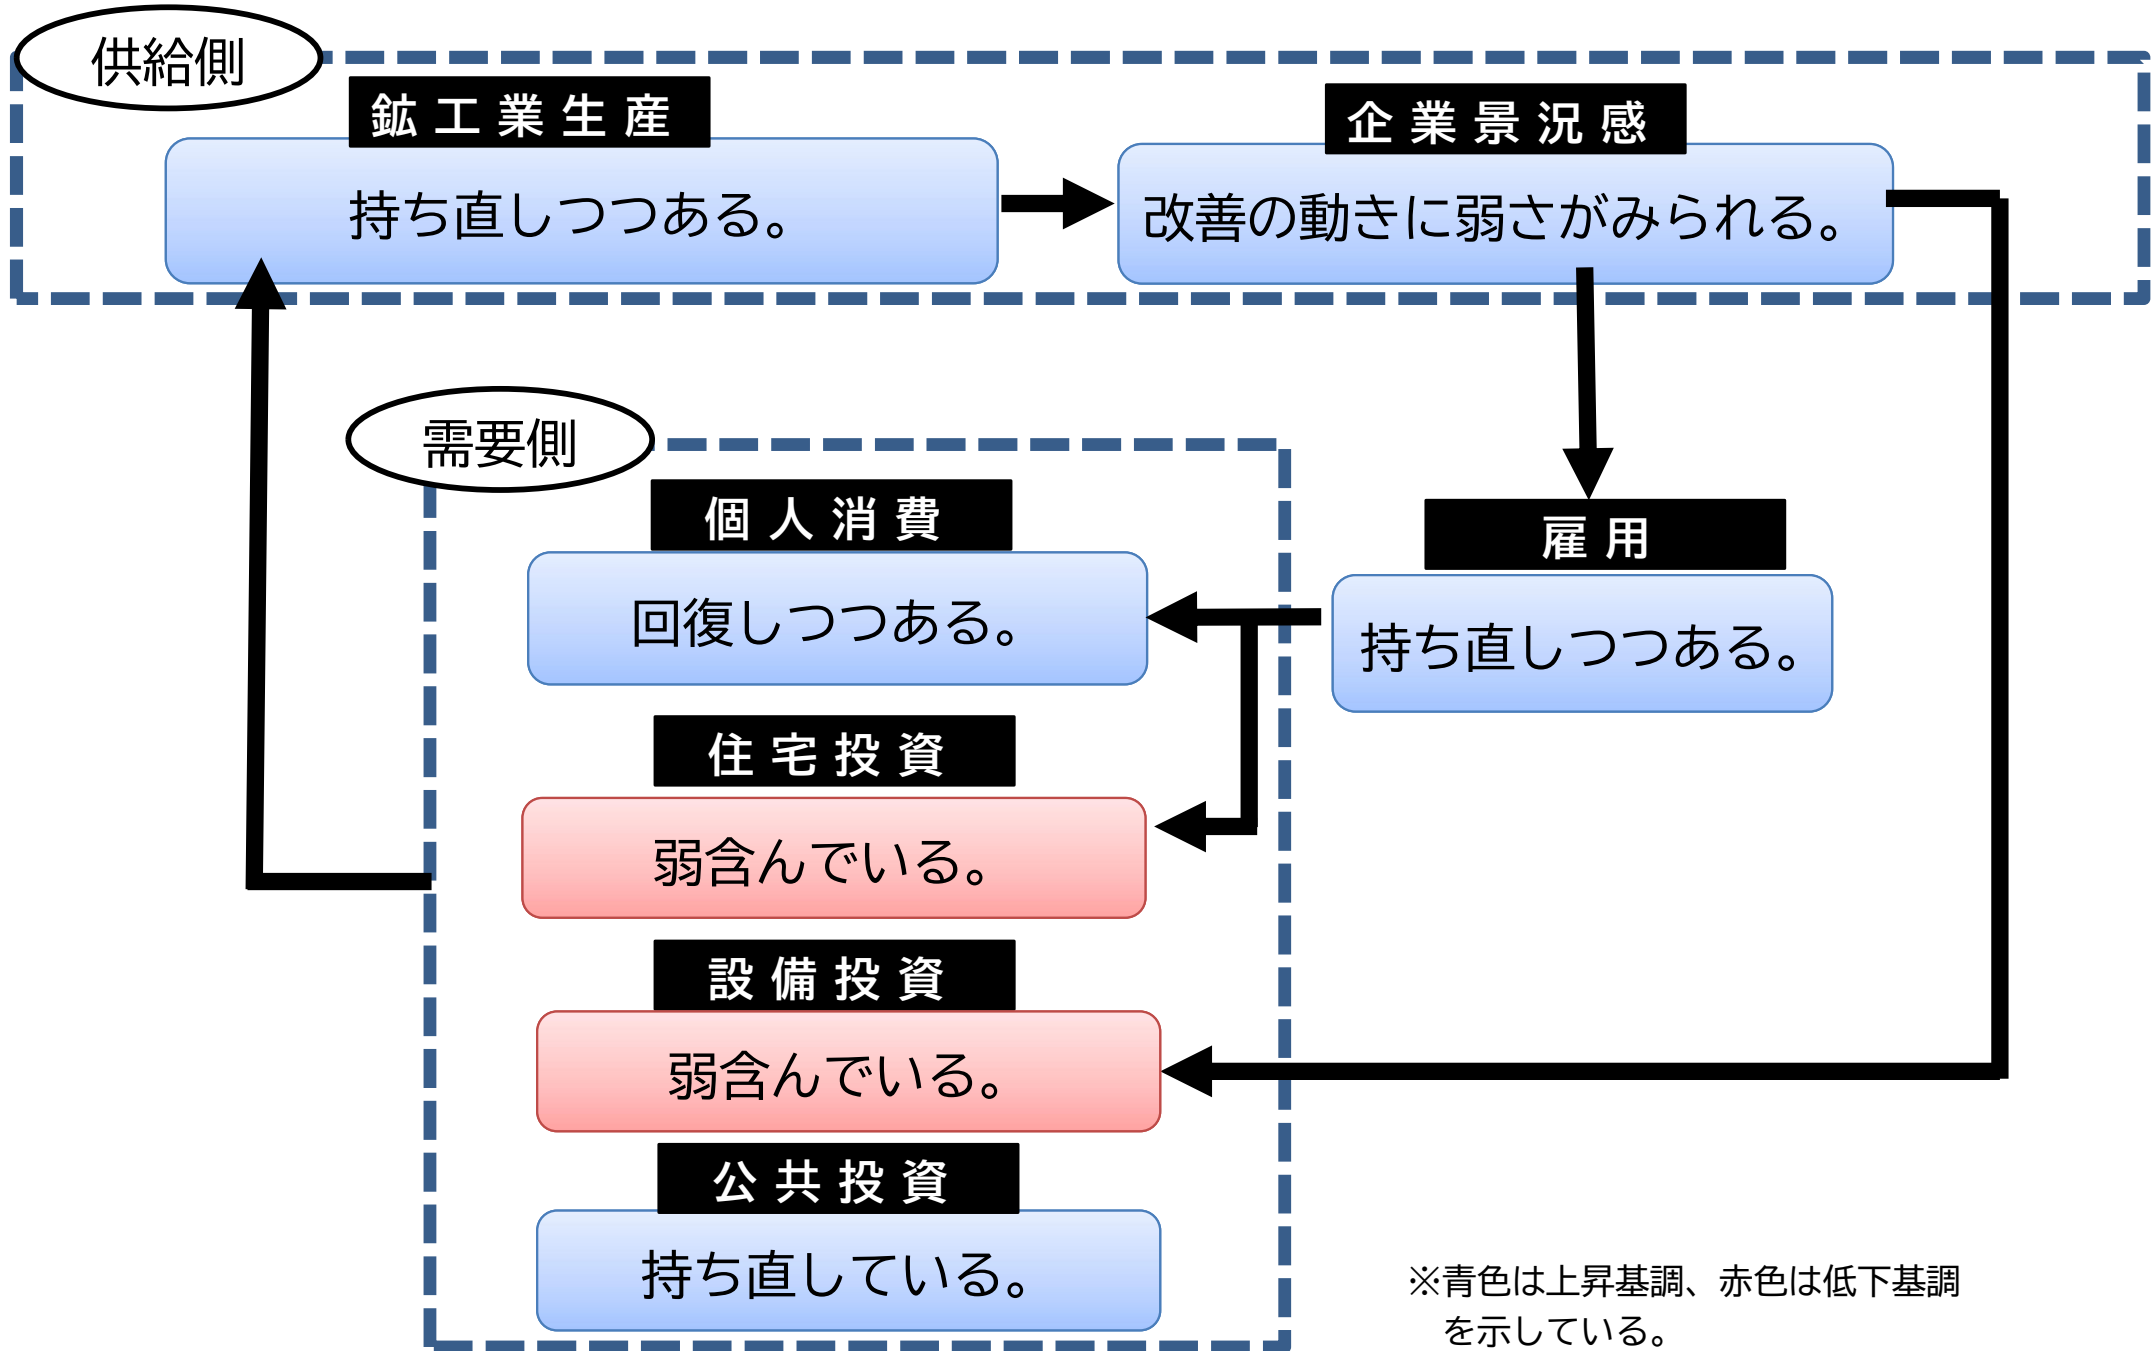 供給側
鉱工業生産
持ち直しつつある。
企業景況感
改善の動きに弱さがみられる。
需要側
個人消費
回復しつつある。
雇用
持ち直しつつある。
住宅投資
弱含んでいる。
設備投資
弱含んでいる。
公共投資
持ち直している。
※青色は上昇基調、赤色は低下基調
を示している。